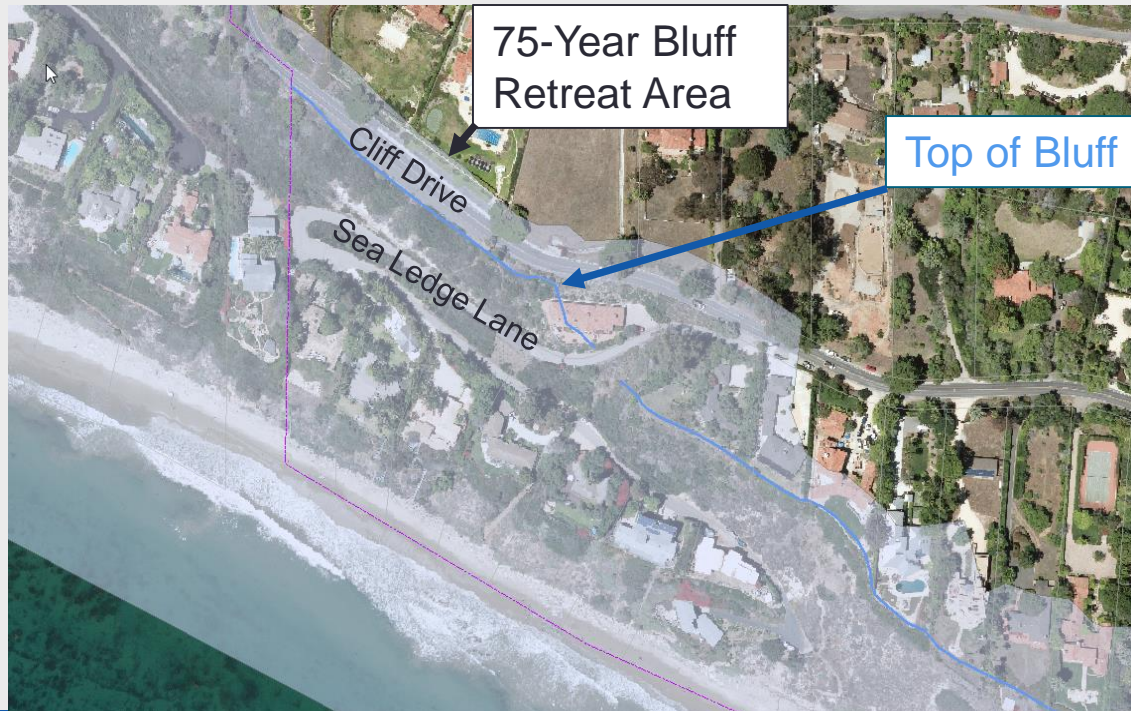 75-Year Bluff
Retreat Area
Top of Bluff
Cliff Drive
Sea Ledge Lane